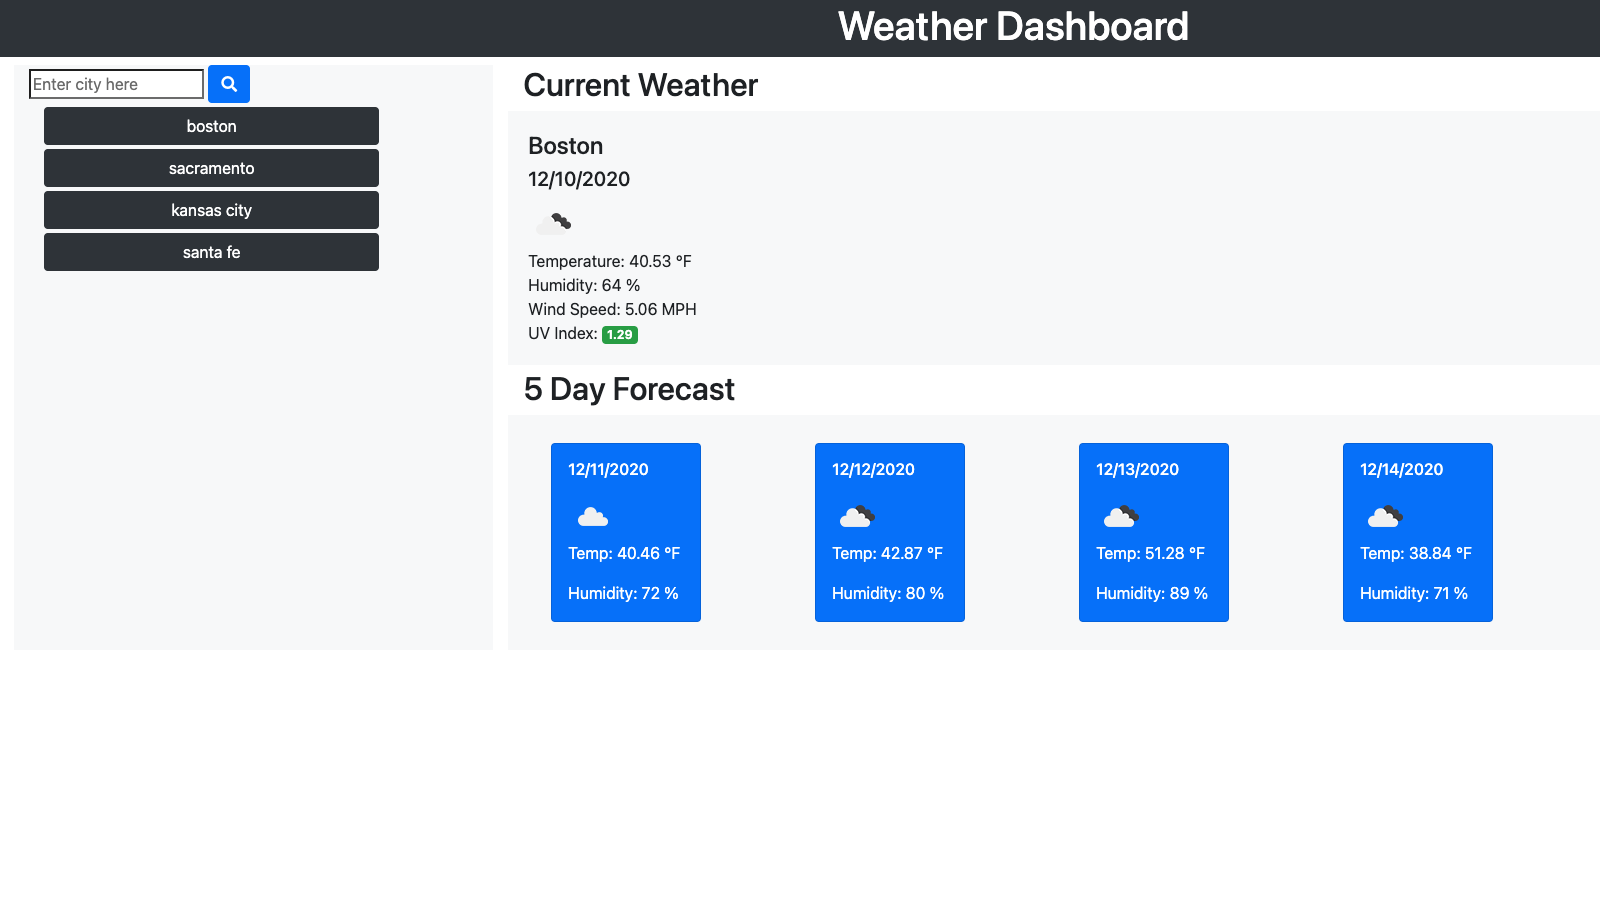 Weather Dashboard
Enter city here
boston
sacramento
kansas city
santa fe
Current Weather
Boston
12/10/2020
Temperature: 40.53 °F
Humidity: 64 %
Wind Speed: 5.06 MPH
UV Index: 1.29
5 Day Forecast
12/11/2020
Temp: 40.46 °F
Humidity: 72 %
12/12/2020
Temp: 42.87 °F
Humidity: 80 %
12/13/2020
Temp: 51.28 °F
Humidity: 89 %
12/14/2020
Temp: 38.84 °F
Humidity: 71 %